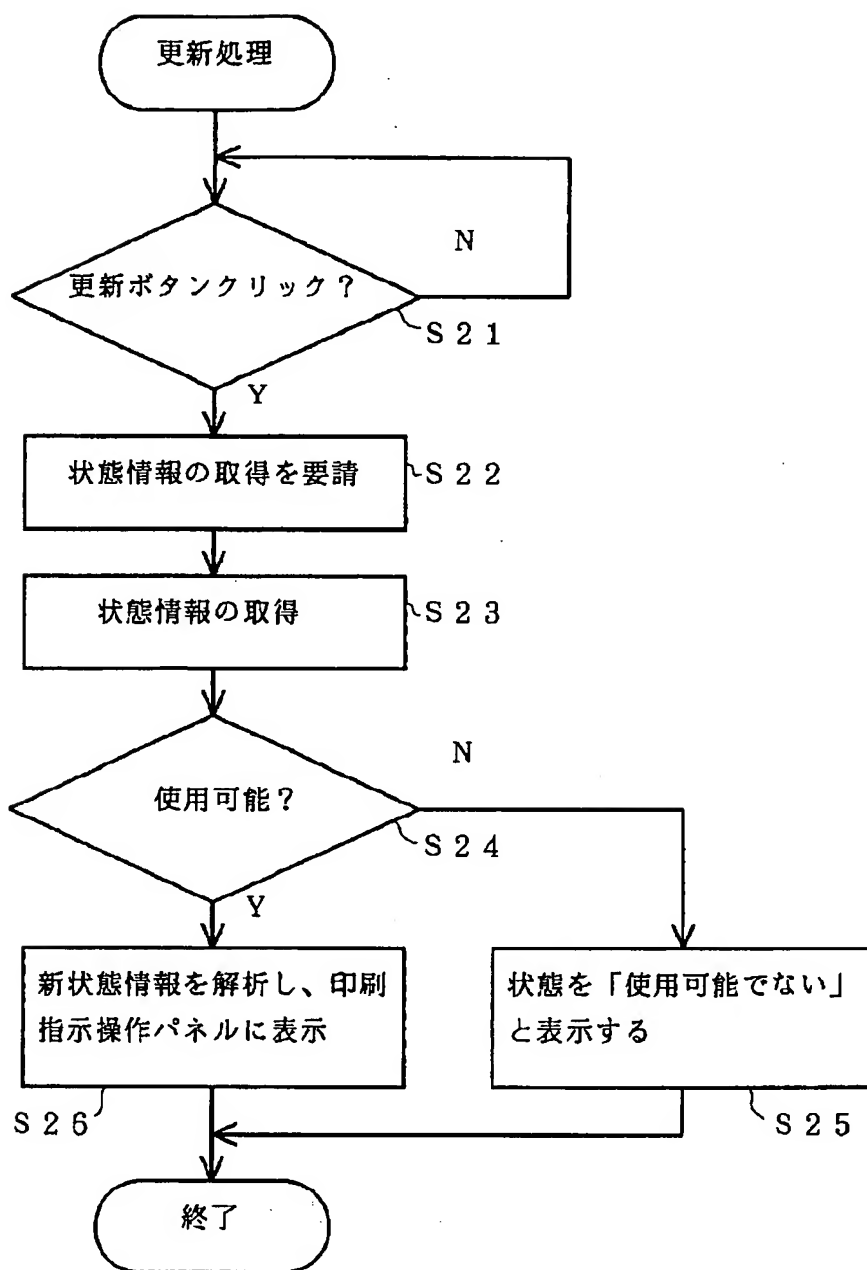 更新処理
N
更新ボタンクリック?
S21
Y
状態情報の取得を要請
S22
状態情報の取得
S23
N
使用可能?
S24
Y
新状態情報を解析し、印刷
指示操作パネルに表示
状態を「使用可能でない」
と表示する
S26
S25
終了